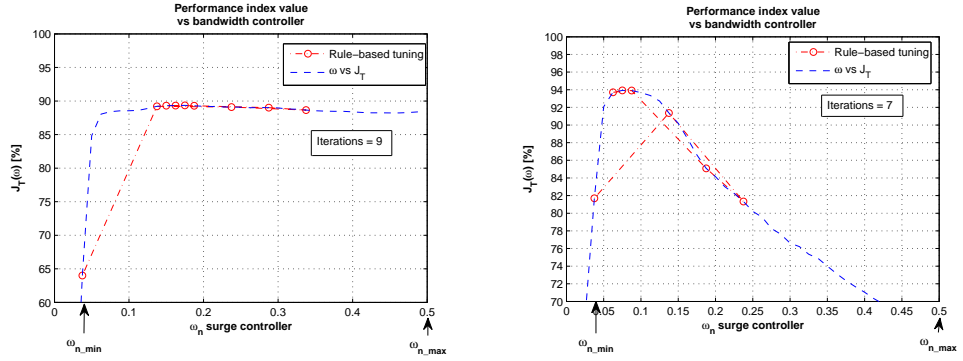 Performance index value
vs bandwidth controller
100
95
90
85
80
75
70
65
60
J_T(ω) [%]
Rule-based tuning
ω vs J_T
Iterations = 9
0
0.1
0.2
0.3
0.4
0.5
ω_n surge controller
ω_n_min
ω_n_max
Performance index value
vs bandwidth controller
100
98
96
94
92
90
88
86
84
82
80
78
76
74
72
70
J_T(ω) [%]
Rule-based tuning
ω vs J_T
Iterations = 7
0
0.05
0.1
0.15
0.2
0.25
0.3
0.35
0.4
0.45
0.5
ω_n surge controller
ω_n_min
ω_n_max